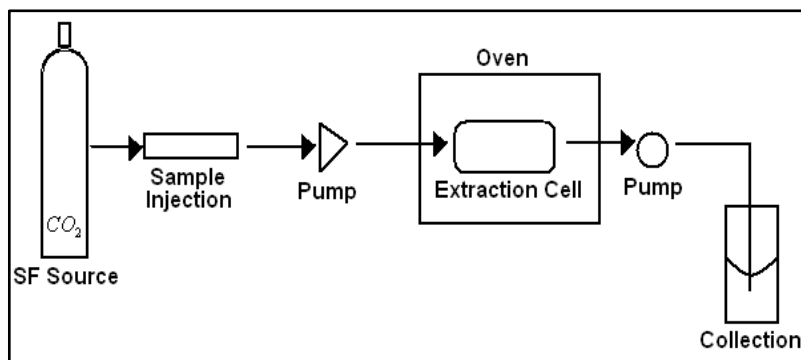 Oven
Sample
Injection
Pump
Extraction Cell
Pump
CO₂
SF Source
Collection